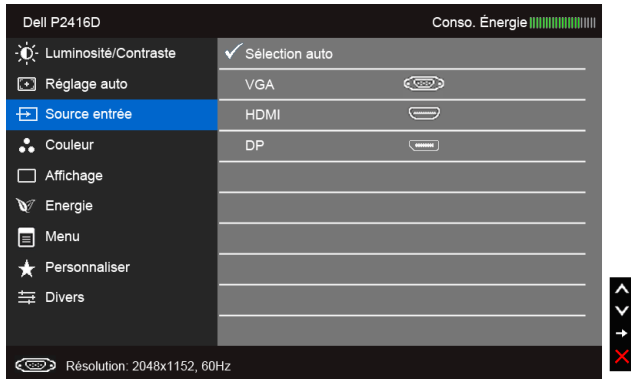 Dell P2416D
Conso. Énergie
Luminosité/Contraste
Sélection auto
Réglage auto
VGA
Source entrée
HDMI
Couleur
DP
Affichage
Energie
Menu
Personnaliser
Divers
Résolution: 2048x1152, 60Hz